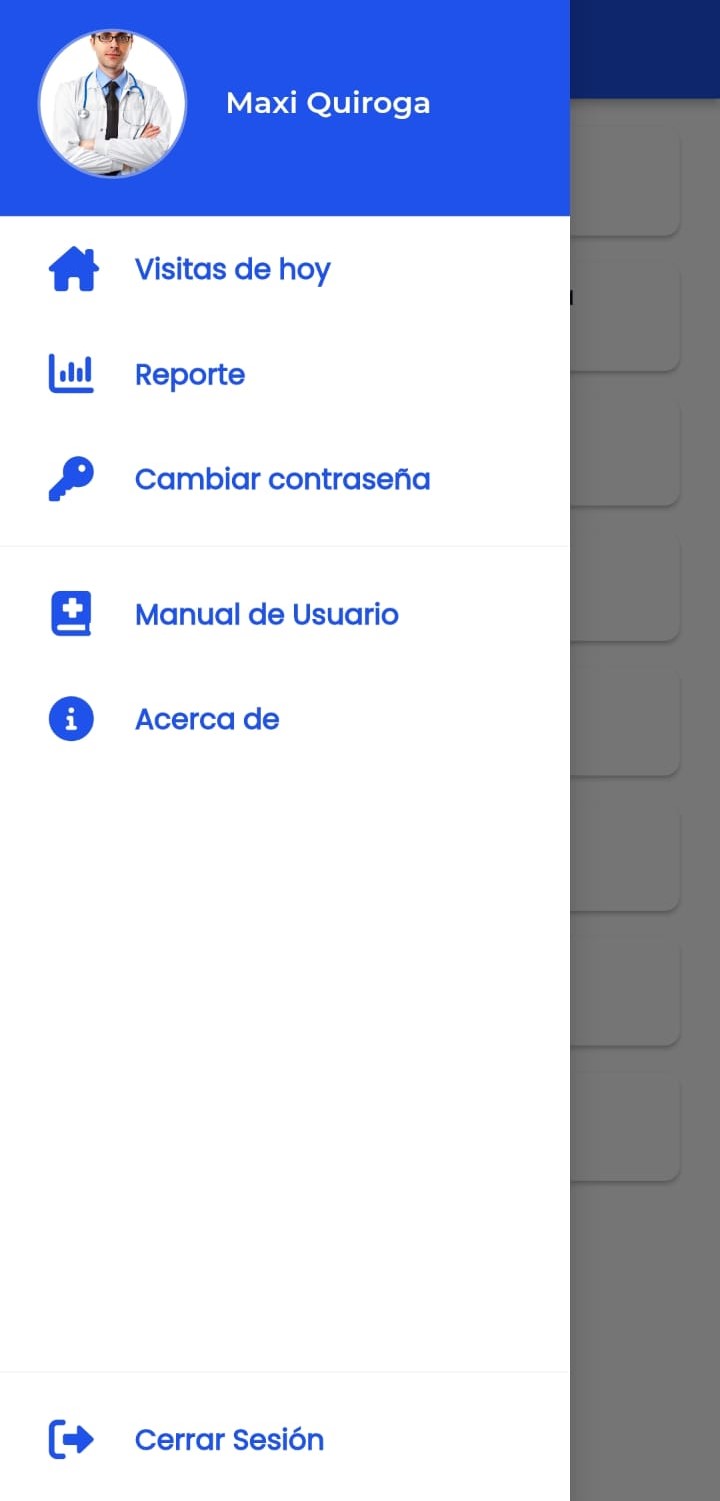 Maxi Quiroga
Visitas de hoy
Reporte
Cambiar contraseña
Manual de Usuario
Acerca de
Cerrar Sesión